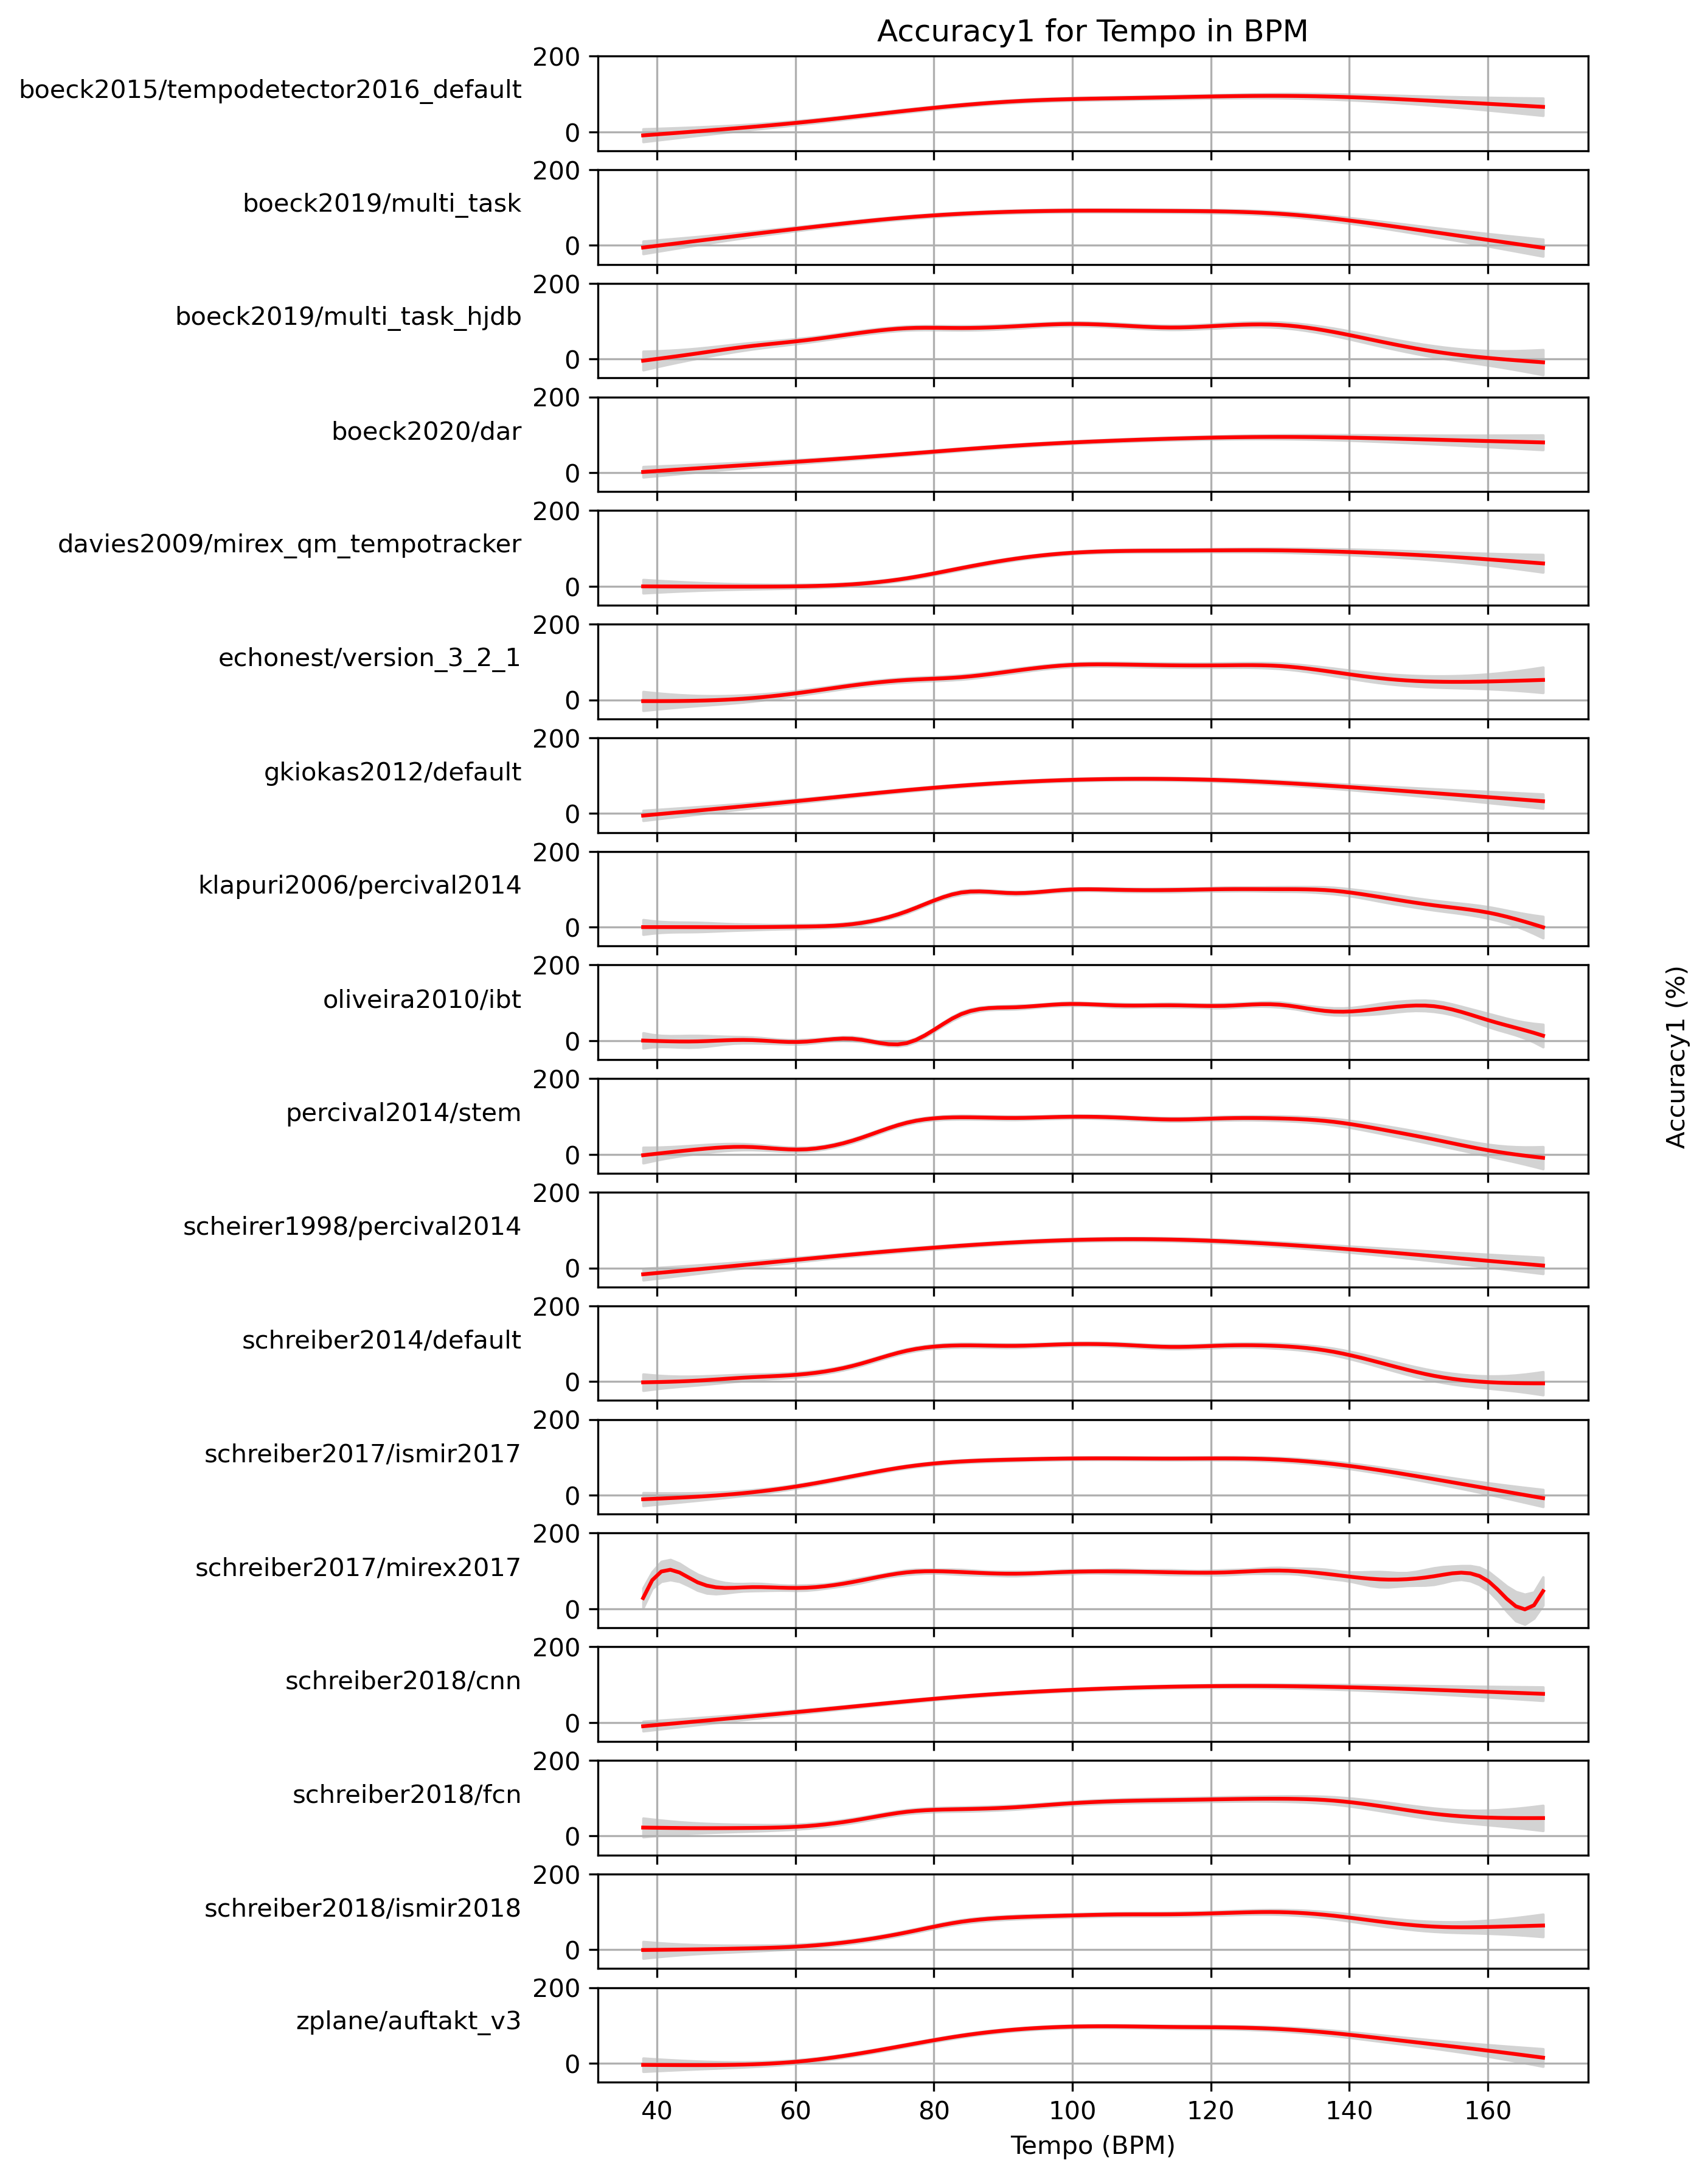 Accuracy1 for Tempo in BPM
200
boeck2015/tempodetector2016_default
0
200
boeck2019/multi_task
0
200
boeck2019/multi_task_hjdb
0
200
boeck2020/dar
0
200
davies2009/mirex_qm_tempotracker
0
200
echonest/version_3_2_1
0
200
gkiokas2012/default
0
200
klapuri2006/percival2014
0
200
oliveira2010/ibt
0
200
percival2014/stem
0
200
scheirer1998/percival2014
0
200
schreiber2014/default
0
200
schreiber2017/ismir2017
0
200
schreiber2017/mirex2017
0
200
schreiber2018/cnn
0
200
schreiber2018/fcn
0
200
schreiber2018/ismir2018
0
200
zplane/auftakt_v3
0
40 60 80 100 120 140 160
Tempo (BPM)
Accuracy1 (%)